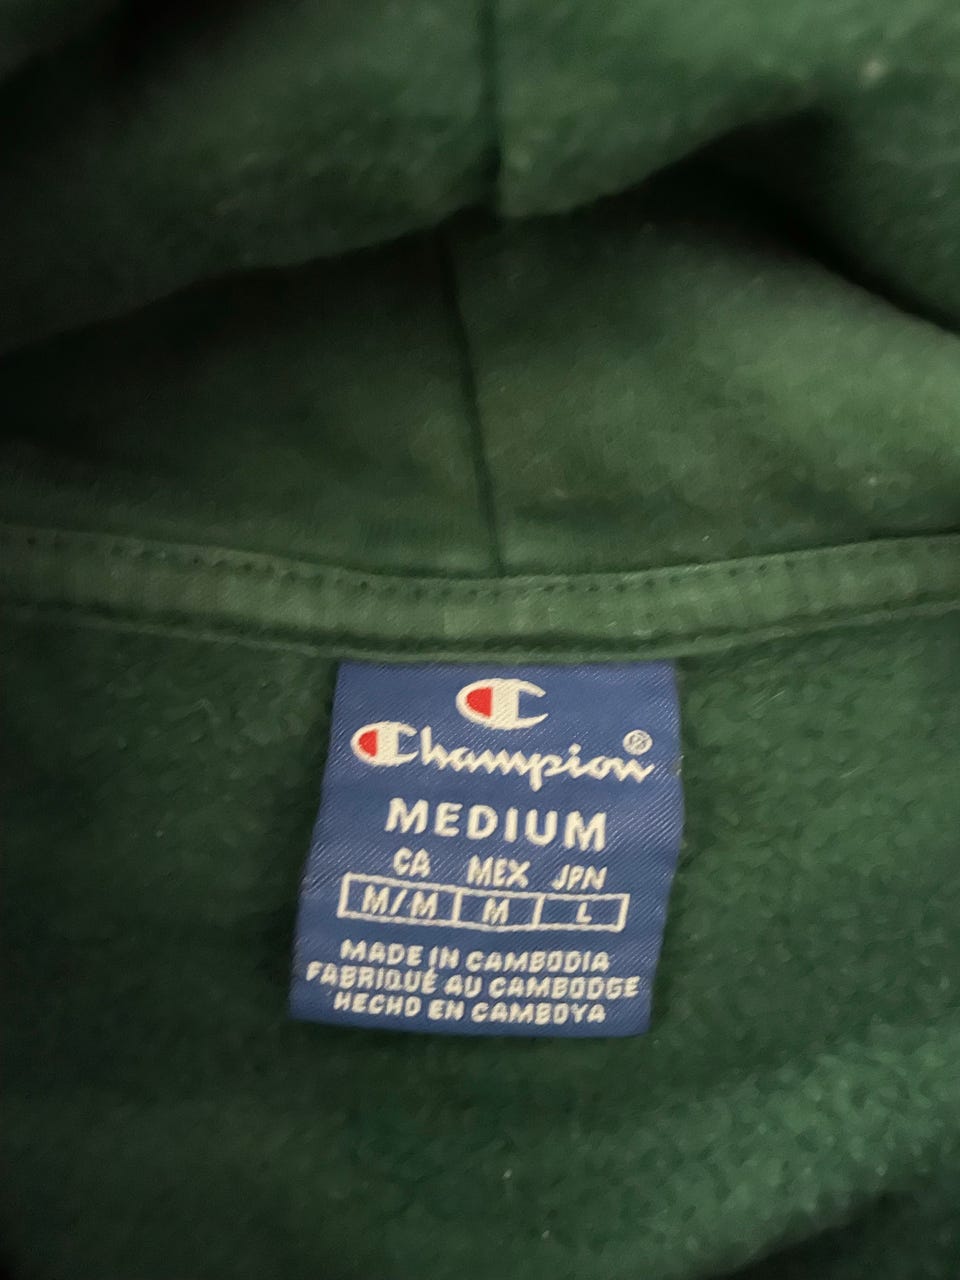 Champion®
MEDIUM
CA MEX JPN
M/M M L
MADE IN CAMBODIA
FABRIQUÉ AU CAMBODGE
HECHO EN CAMBOYA